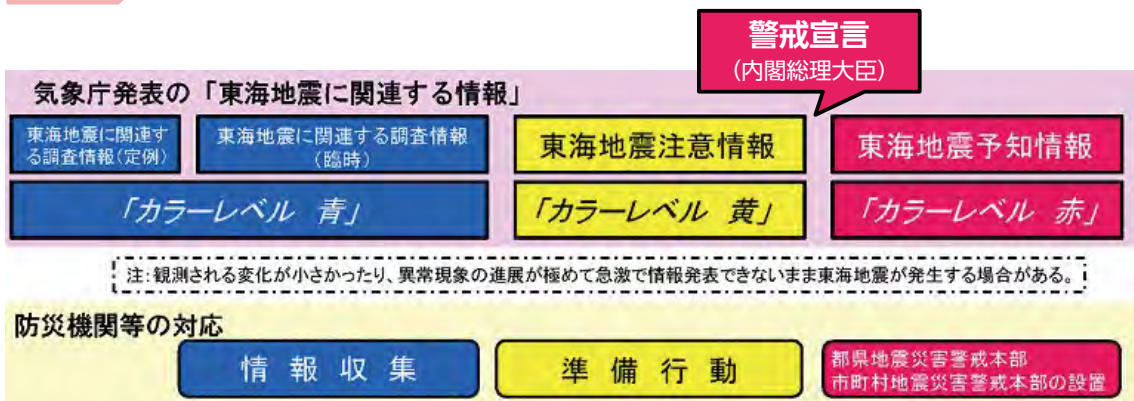 警戒宣言
(内閣総理大臣)
気象庁発表の「東海地震に関連する情報」
東海地震に関連す
る調査情報(定例)
東海地震に関連する調査情報
(臨時)
東海地震注意情報
東海地震予知情報
「カラーレベル 青」
「カラーレベル 黄」
「カラーレベル 赤」
注:観測される変化が小さかったり、異常現象の進展が極めて急激で情報発表できないまま東海地震が発生する場合がある。
防災機関等の対応
情報収集
準備行動
都県地震災害警戒本部
市町村地震災害警戒本部の設置